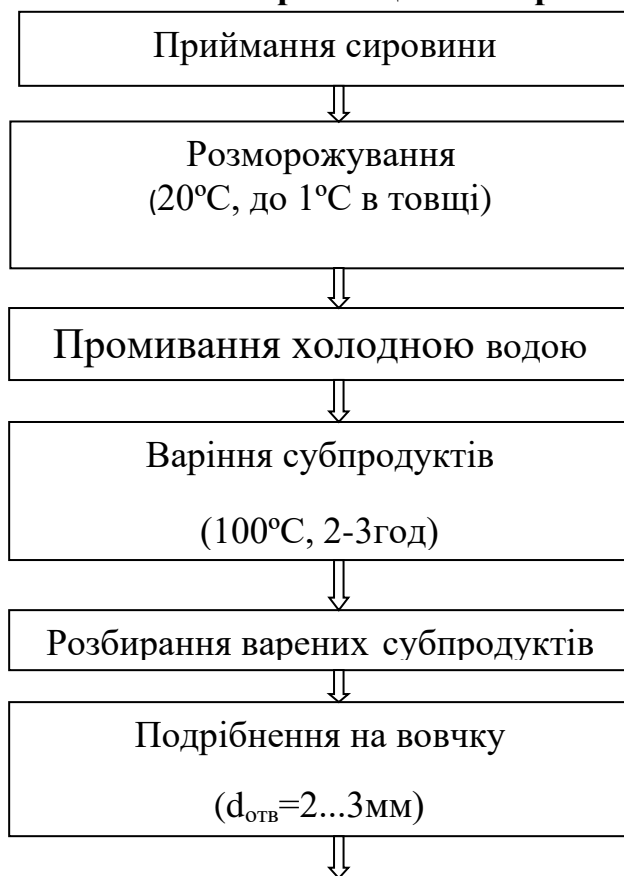 Приймання сировини
Розморожування
(20ºС, до 1ºС в товщі)
Промивання холодною водою
Варіння субпродуктів
(100ºС, 2-3год)
Розбирання варених субпродуктів
Подрібнення на вовчку
(dотв=2...3мм)